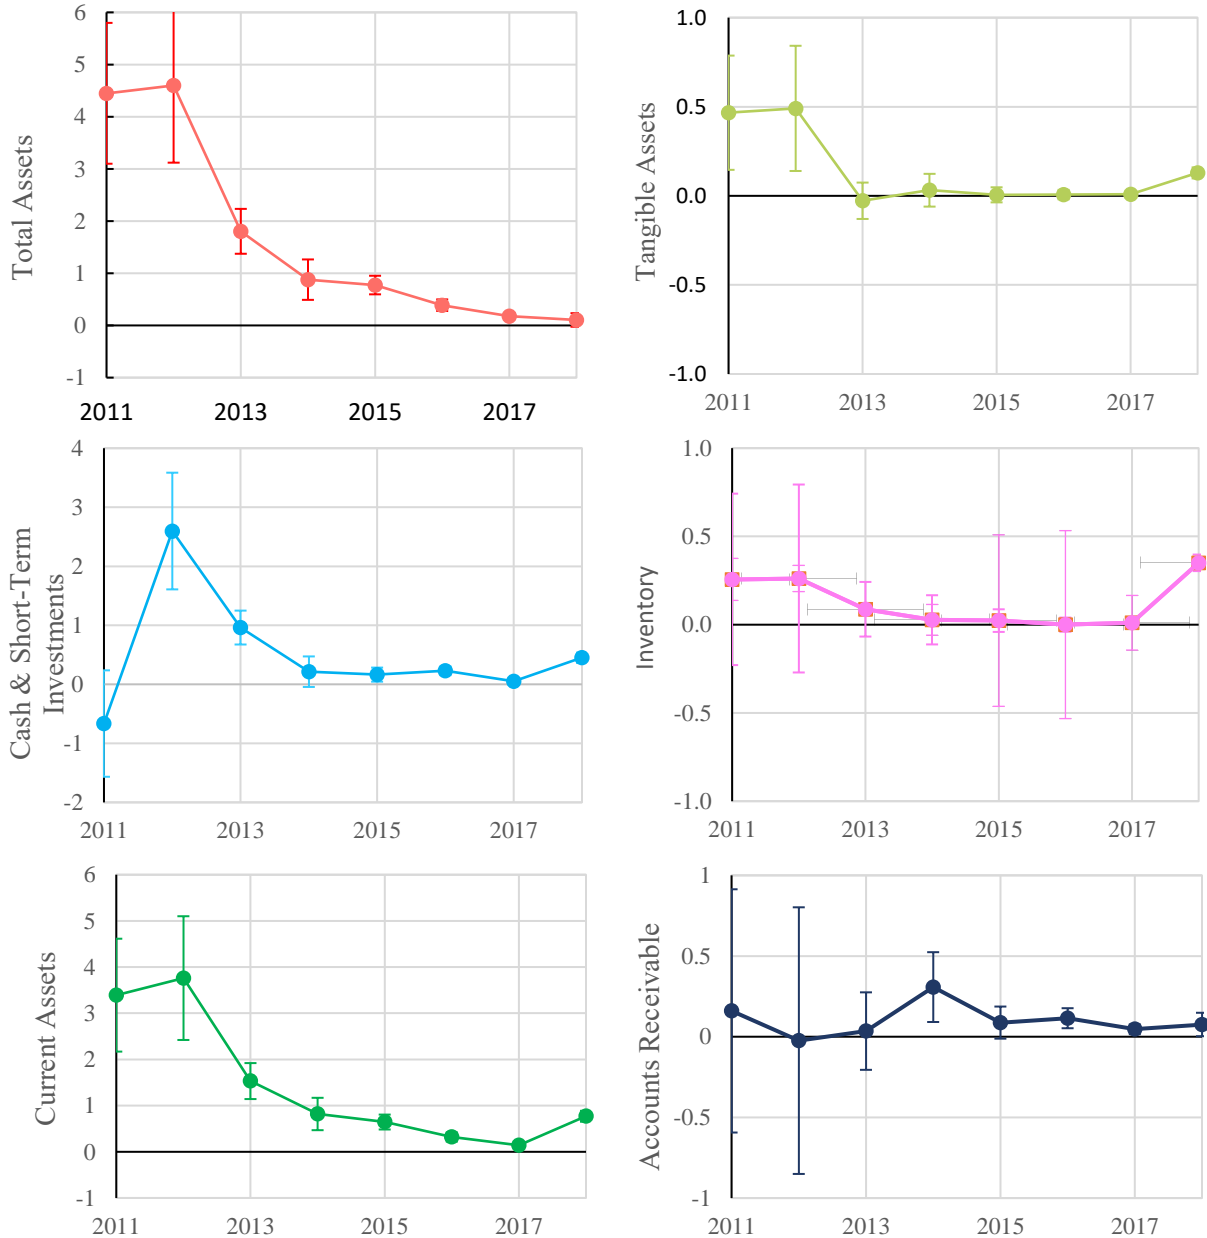 6
5
4
3
2
1
0
-1
Total Assets
2011 2013 2015 2017
1.0
0.5
0.0
-0.5
-1.0
Tangible Assets
2011 2013 2015 2017
4
3
2
1
0
-1
-2
Cash & Short-Term
Investments
2011 2013 2015 2017
1.0
0.5
0.0
-0.5
-1.0
Inventory
2011 2013 2015 2017
6
5
4
3
2
1
0
-1
Current Assets
2011 2013 2015 2017
1
0.5
0
-0.5
-1
Accounts Receivable
2011 2013 2015 2017